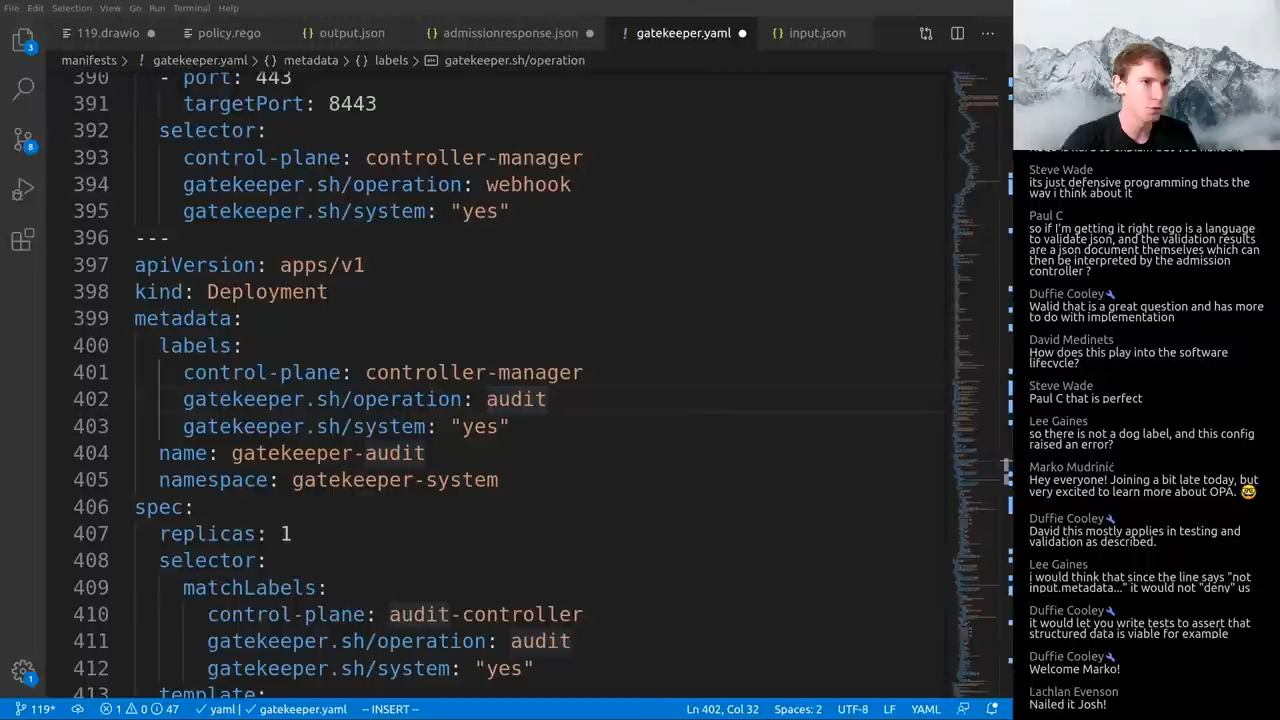 File Edit Selection View Go Run Terminal Help
119.drawio
policy.rego
{} output.json
{} admissionresponse.json
! gatekeeper.yaml
{} input.json
manifests > ! gatekeeper.yaml > {} metadata > {} labels > gatekeeper.sh/operation
390 - port: 443
391 targetPort: 8443
392 selector:
393 control-plane: controller-manager
394 gatekeeper.sh/operation: webhook
395 gatekeeper.sh/system: "yes"
396 ---
397 apiVersion: apps/v1
398 kind: Deployment
399 metadata:
400 labels:
401 control-plane: controller-manager
402 gatekeeper.sh/operation: audit
403 gatekeeper.sh/system: "yes"
404 name: gatekeeper-audit
405 namespace: gatekeeper-system
406 spec:
407 replicas: 1
408 selector:
409 matchLabels:
410 control-plane: audit-controller
411 gatekeeper.sh/operation: audit
412 gatekeeper.sh/system: "yes"
413 template:
3
8
1
119* 1 0 47 yaml gatekeeper.yaml -- INSERT -- Ln 402, Col 32 Spaces: 2 UTF-8 LF YAML
Steve Wade
its just defensive programming thats the
way i think about it
Paul C
so if I'm getting it right rego is a language
to validate json, and the validation results
are a json document themselves which can
then be interpreted by the admission
controller ?
Duffie Cooley
Walid that is a great question and has more
to do with implementation
David Medinets
How does this play into the software
lifecycle?
Steve Wade
Paul C that is perfect
Lee Gaines
so there is not a dog label, and this config
raised an error?
Marko Mudrinić
Hey everyone! Joining a bit late today, but
very excited to learn more about OPA. 🤓
Duffie Cooley
David this mostly applies in testing and
validation as described.
Lee Gaines
i would think that since the line says "not
input.metadata..." it would not "deny" us
Duffie Cooley
it would let you write tests to assert that
structured data is viable for example
Duffie Cooley
Welcome Marko!
Lachlan Evenson
Nailed it Josh!